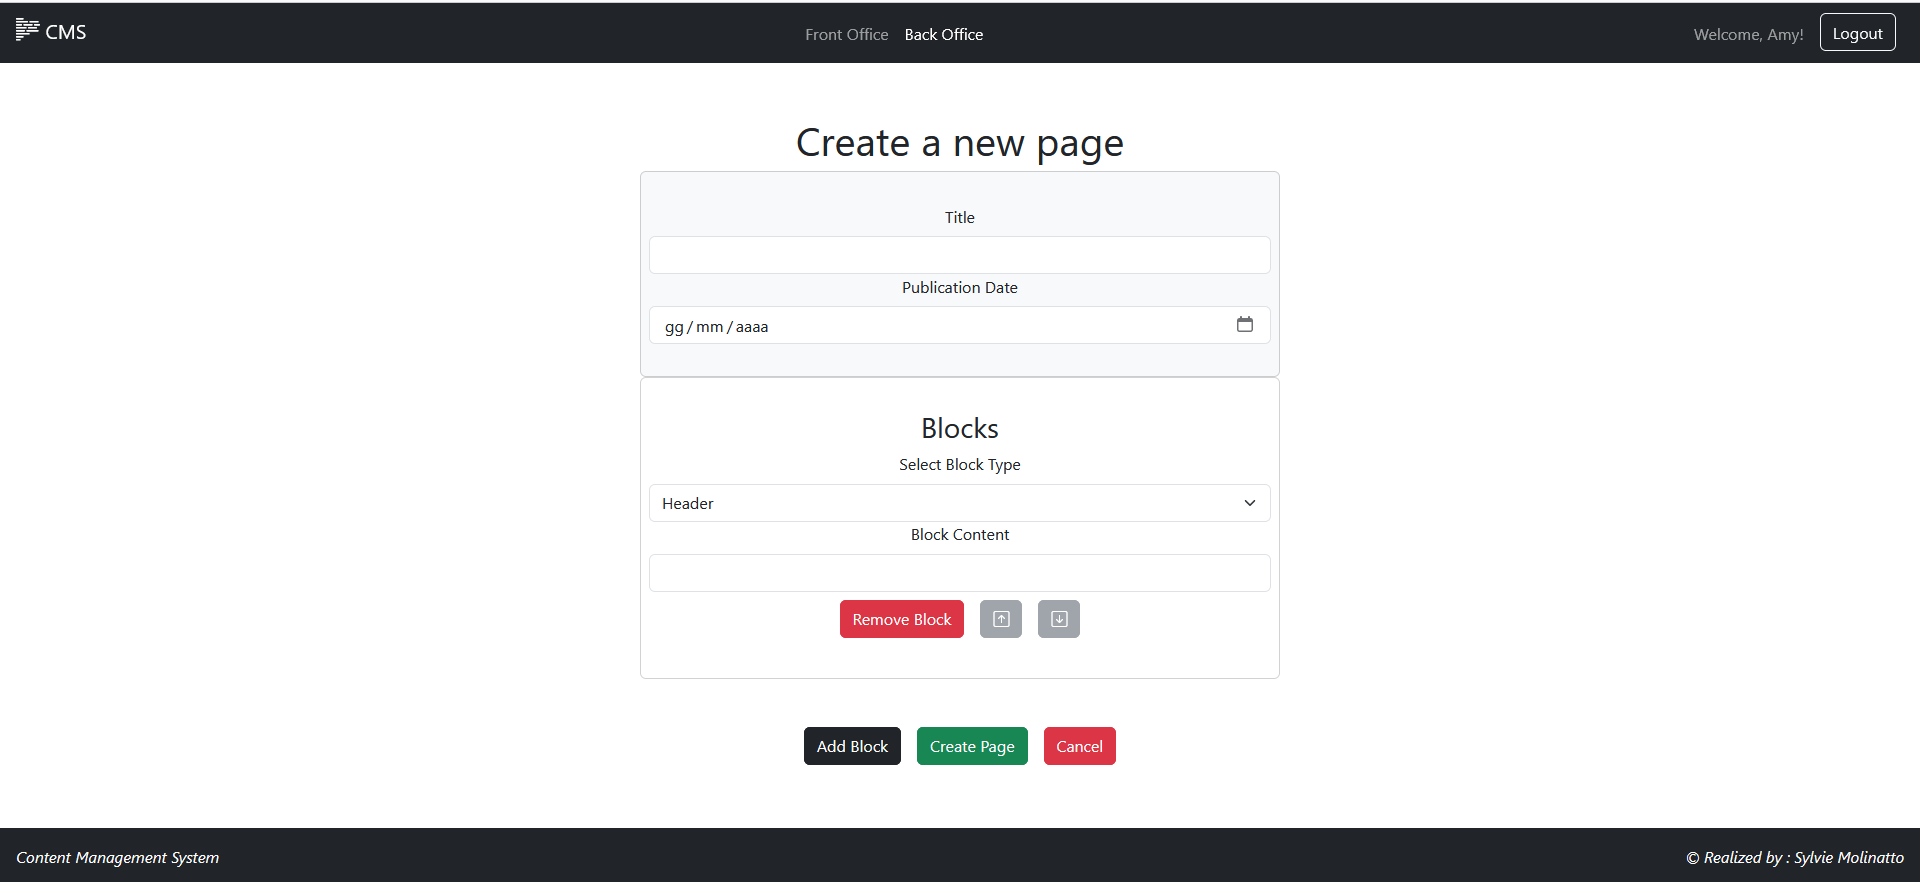 CMS
Front Office Back Office
Welcome, Amy! Logout
Create a new page
Title
Publication Date
gg/mm/aaaa
Blocks
Select Block Type
Header
Block Content
Remove Block
Add Block Create Page Cancel
Content Management System
© Realized by : Sylvie Molinatto